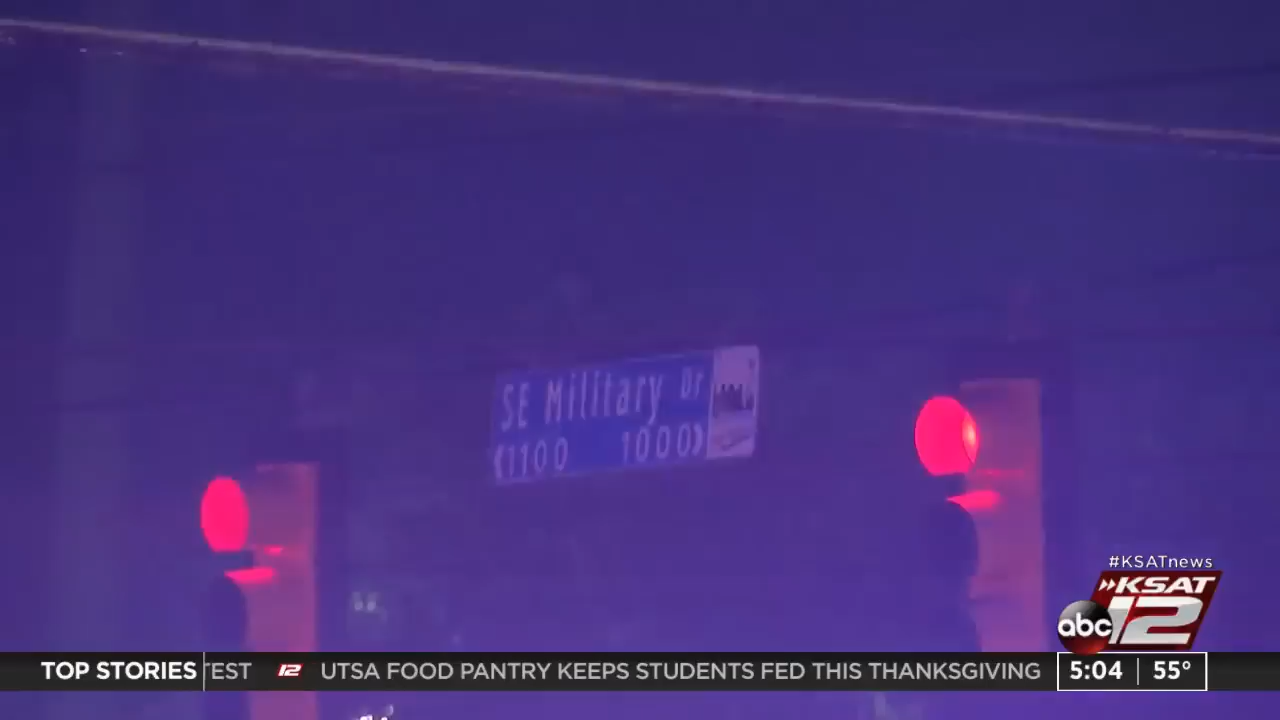 SE Military Dr
(1100 1000)
#KSATnews
KSAT
abc 12
TOP STORIES TEST 12 UTSA FOOD PANTRY KEEPS STUDENTS FED THIS THANKSGIVING 5:04 55°